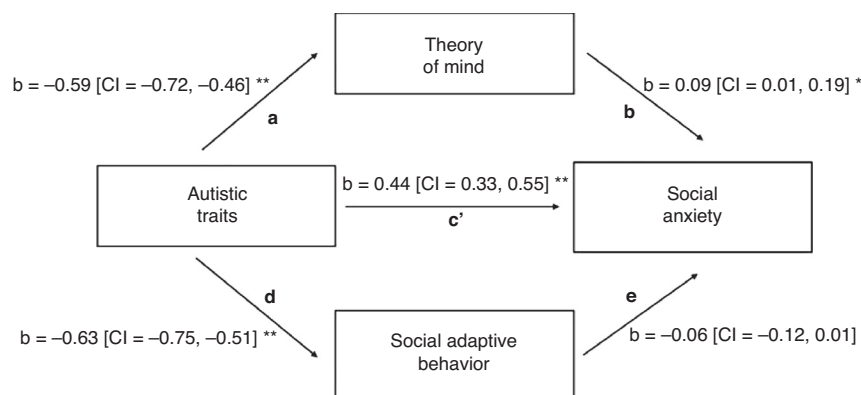 Theory
of mind
b = –0.59 [CI = –0.72, –0.46] **
b = 0.09 [CI = 0.01, 0.19] *
a
b
Autistic
traits
b = 0.44 [CI = 0.33, 0.55] **
c'
Social
anxiety
d
e
b = –0.63 [CI = –0.75, –0.51] **
b = –0.06 [CI = –0.12, 0.01]
Social adaptive
behavior